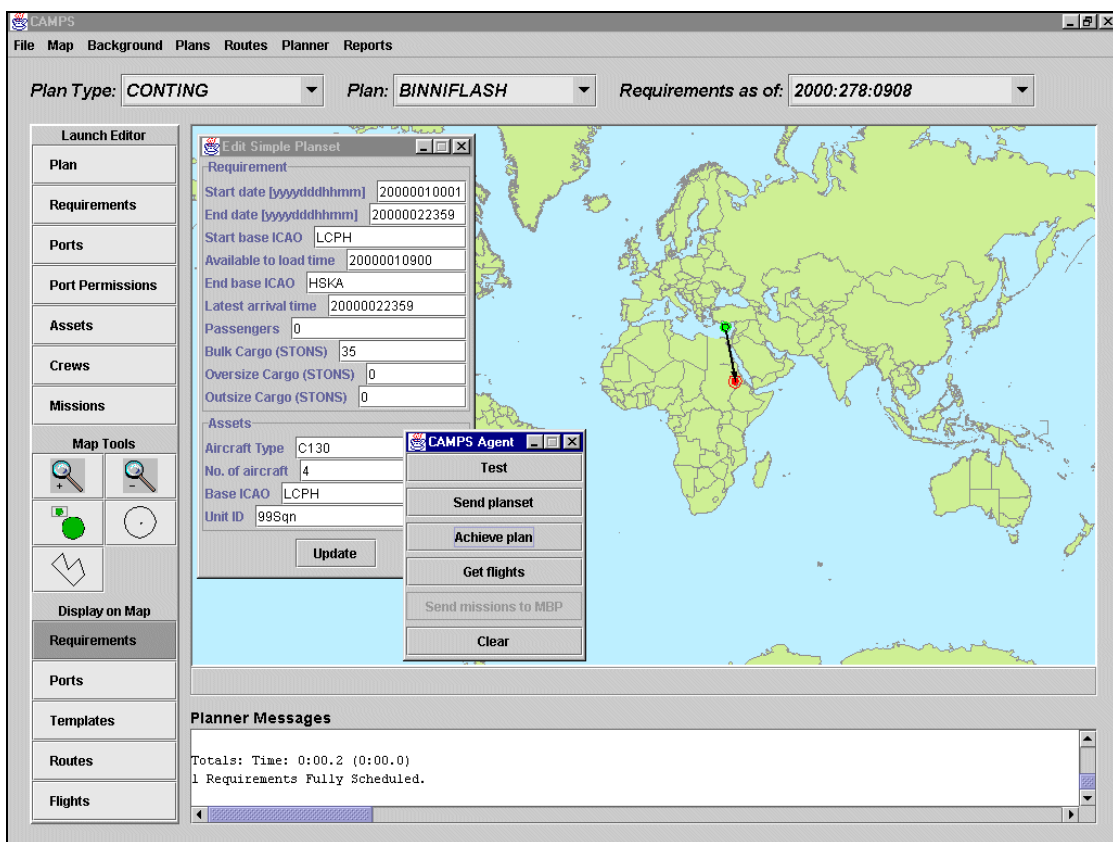 CAMPS
File Map Background Plans Routes Planner Reports
Plan Type: CONTING Plan: BINNIFLASH Requirements as of: 2000:278:0908
Launch Editor
Plan
Requirements
Ports
Port Permissions
Assets
Crews
Missions
Map Tools
Display on Map
Requirements
Ports
Templates
Routes
Flights
Edit Simple Planset
Requirement
Start date [yyyydddhhmm] 20000010001
End date [yyyydddhhmm] 20000022359
Start base ICAO LCPH
Available to load time 20000010900
End base ICAO HSKA
Latest arrival time 20000022359
Passengers 0
Bulk Cargo (STONS) 35
Oversize Cargo (STONS) 0
Outsize Cargo (STONS) 0
Assets
Aircraft Type C130
No. of aircraft 4
Base ICAO LCPH
Unit ID 99Sqn
Update
CAMPS Agent
Test
Send planset
Achieve plan
Get flights
Send missions to MBP
Clear
Planner Messages
Totals: Time: 0:00.2 (0:00.0)
1 Requirements Fully Scheduled.